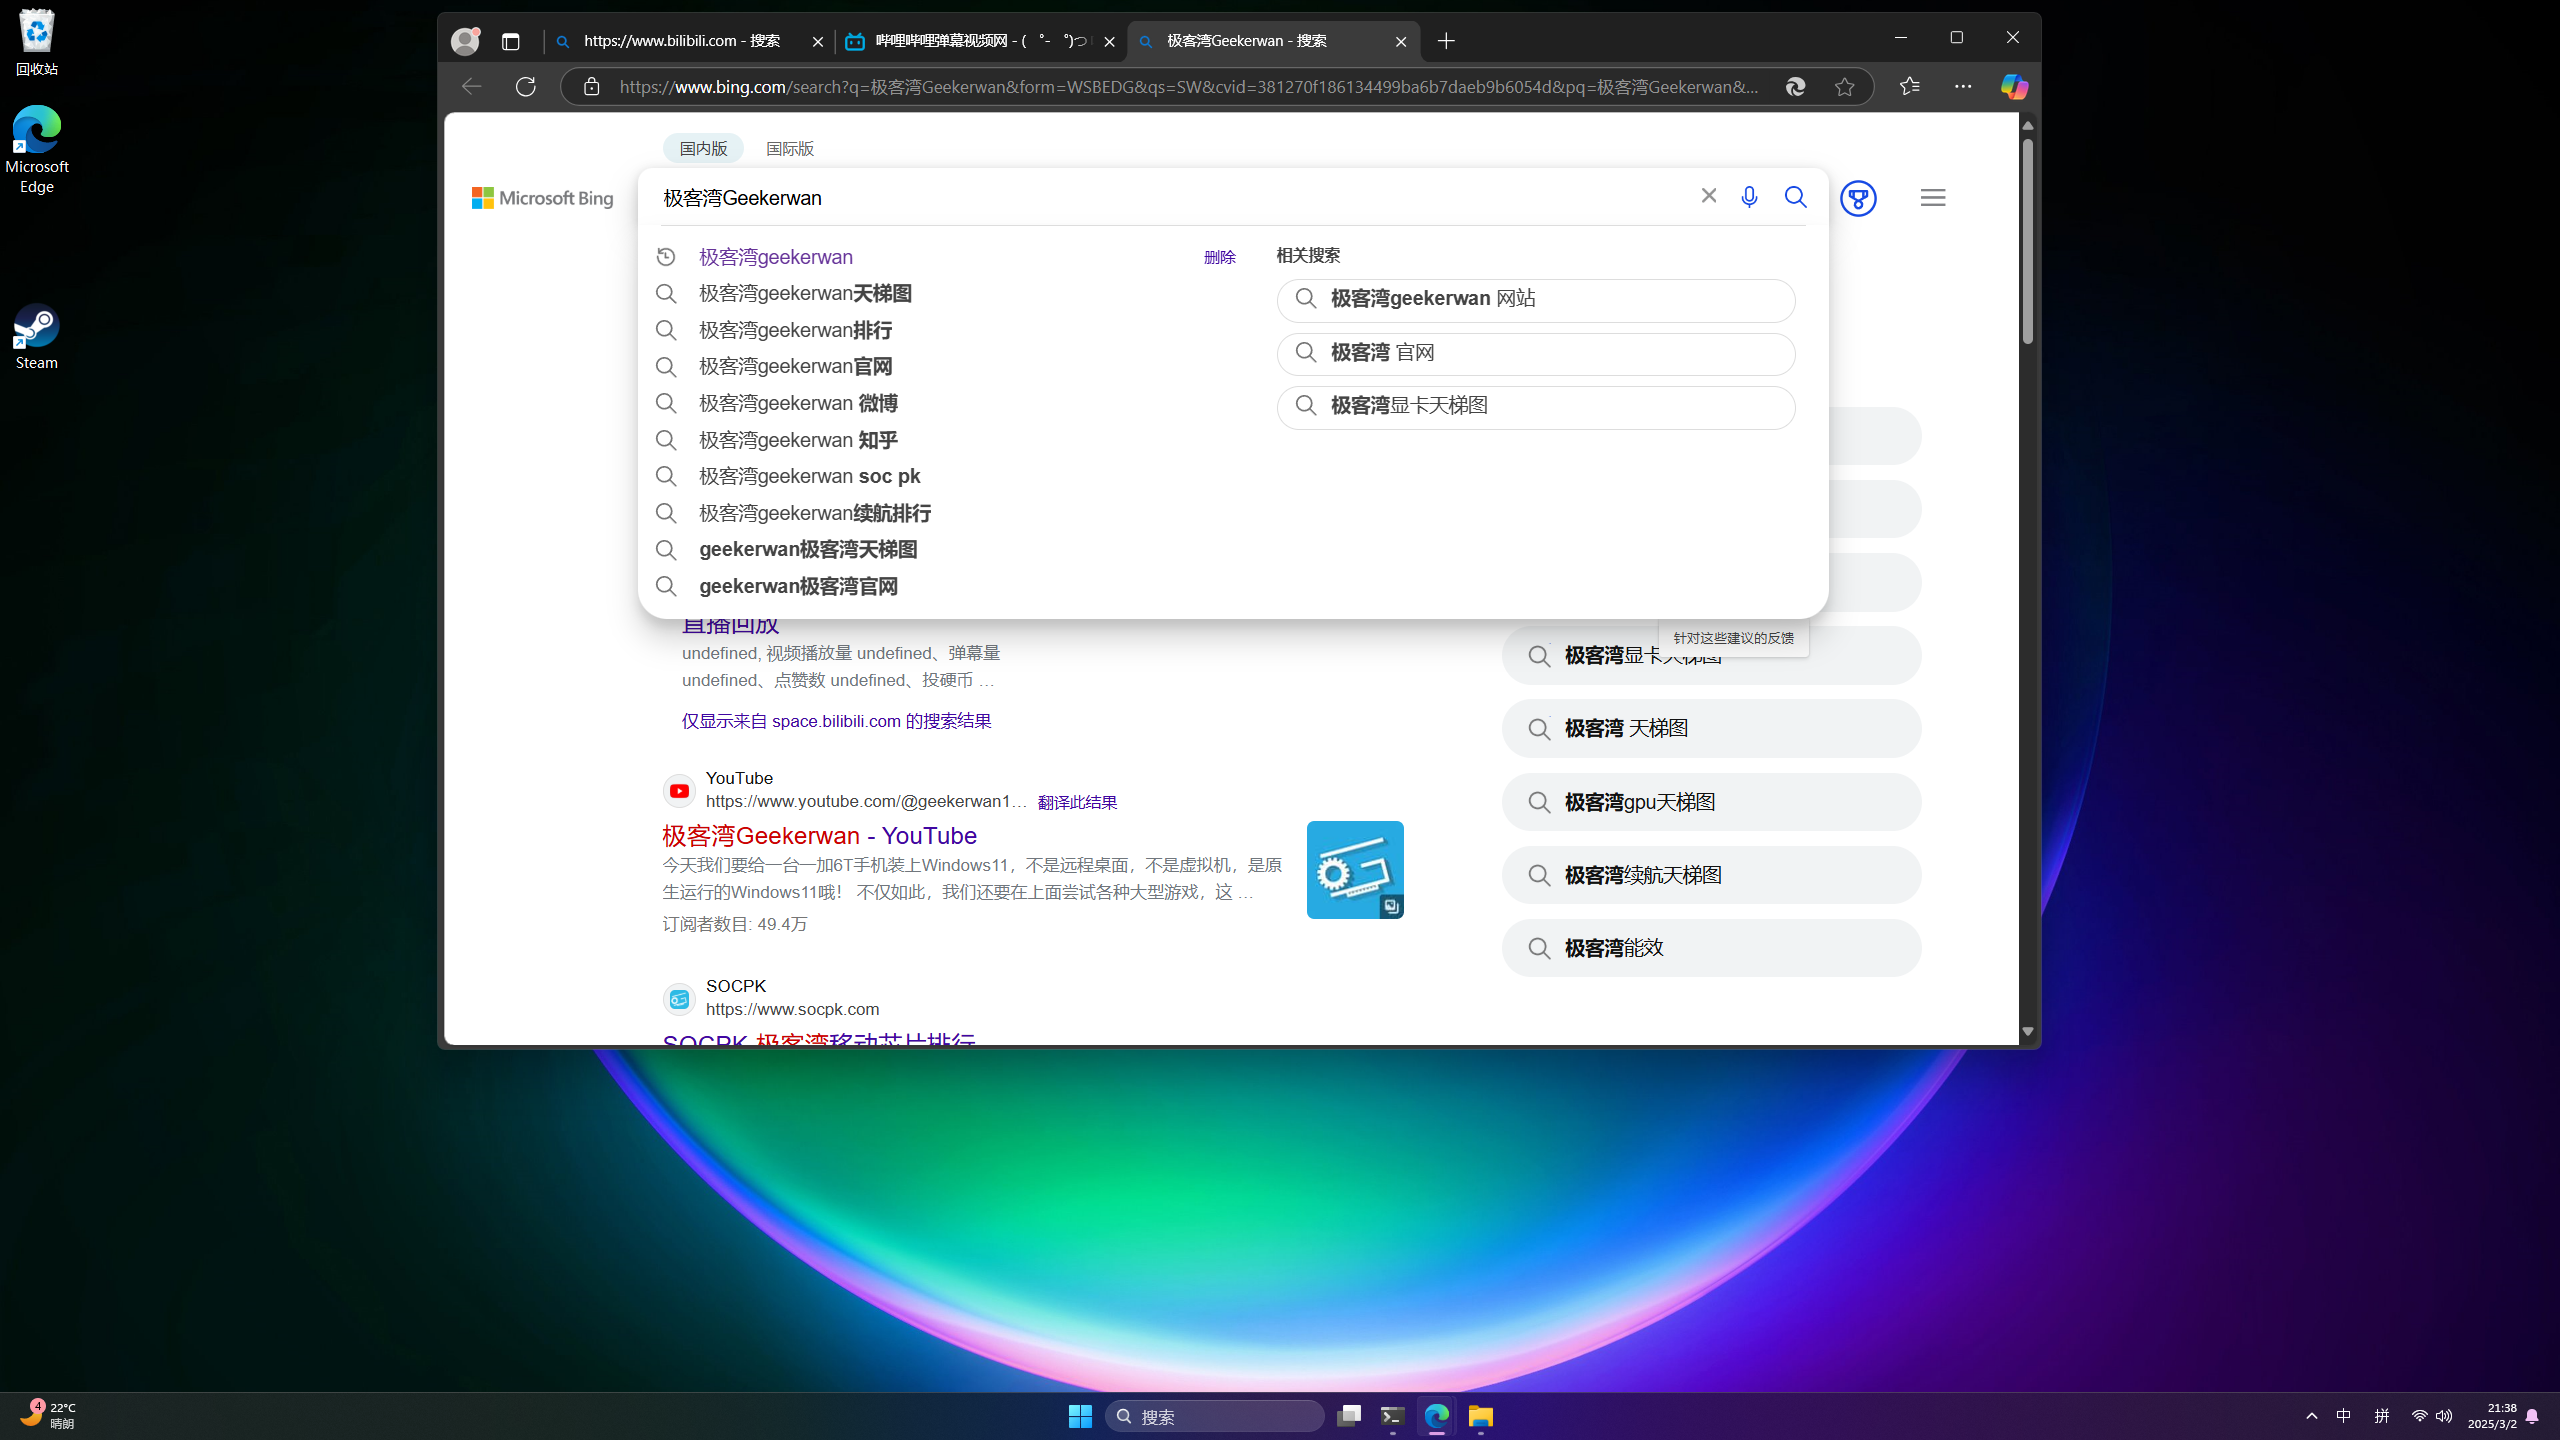 回收站
Microsoft
Edge
Steam
https://www.bilibili.com - 搜索
哔哩哔哩弹幕视频网 - ( ゜- ゜)つ
极客湾Geekerwan - 搜索
https://www.bing.com/search?q=极客湾Geekerwan&form=WSBEDG&qs=SW&cvid=381270f186134499ba6b7daeb9b6054d&pq=极客湾Geekerwan&...
国内版
国际版
Microsoft Bing
极客湾Geekerwan
极客湾geekerwan
删除
极客湾geekerwan天梯图
极客湾geekerwan排行
极客湾geekerwan官网
极客湾geekerwan 微博
极客湾geekerwan 知乎
极客湾geekerwan soc pk
极客湾geekerwan续航排行
geekerwan极客湾天梯图
geekerwan极客湾官网
相关搜索
极客湾geekerwan 网站
极客湾 官网
极客湾显卡天梯图
针对这些建议的反馈
直播回放
undefined, 视频播放量 undefined、弹幕量
undefined、点赞数 undefined、投硬币 …
仅显示来自 space.bilibili.com 的搜索结果
YouTube
https://www.youtube.com/@geekerwan1…
翻译此结果
极客湾Geekerwan - YouTube
今天我们要给一台一加6T手机装上Windows11，不是远程桌面，不是虚拟机，是原
生运行的Windows11哦！ 不仅如此，我们还要在上面尝试各种大型游戏，这 …
订阅者数目: 49.4万
SOCPK
https://www.socpk.com
SOCPK 极客湾移动芯片排行
极客湾显卡天梯图
极客湾 天梯图
极客湾gpu天梯图
极客湾续航天梯图
极客湾能效
4
22°C
晴朗
搜索
中
拼
21:38
2025/3/2